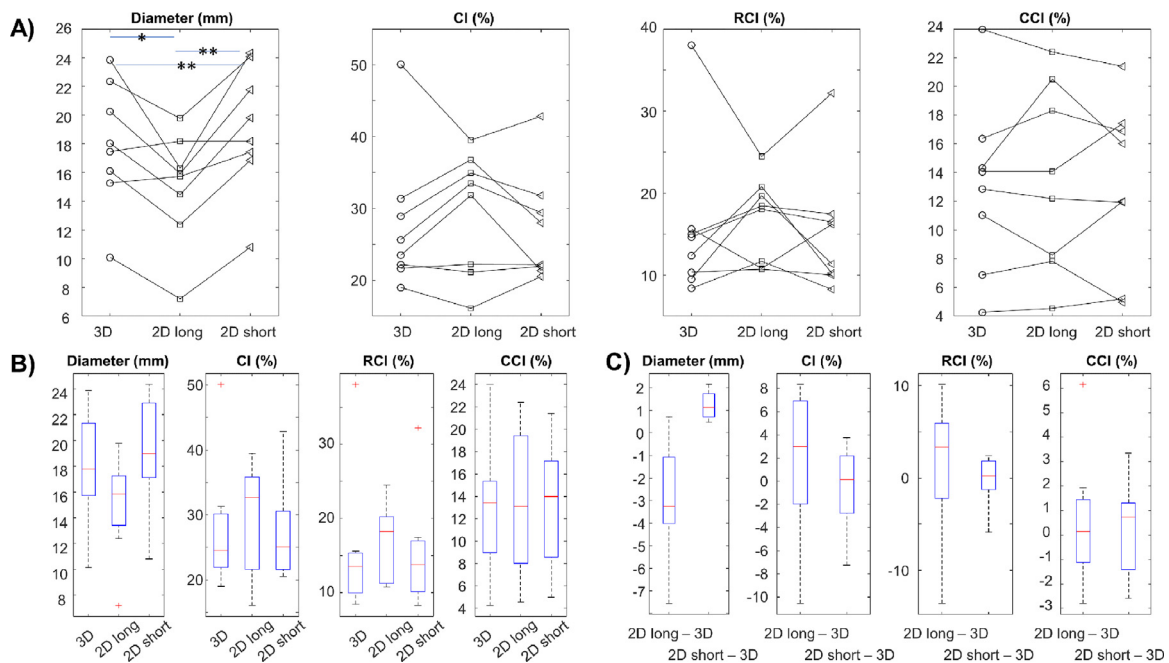 A)
Diameter (mm)
CI (%)
RCI (%)
CCI (%)
26
24
22
20
18
16
14
12
10
8
6
*
**
**
3D
2D long
2D short
50
40
30
20
3D
2D long
2D short
40
30
20
10
3D
2D long
2D short
24
22
20
18
16
14
12
10
8
6
4
3D
2D long
2D short
B)
Diameter (mm)
CI (%)
RCI (%)
CCI (%)
24
22
20
18
16
14
12
10
8
3D
2D long
2D short
50
40
30
20
3D
2D long
2D short
30
20
10
3D
2D long
2D short
24
22
20
18
16
14
12
10
8
6
4
3D
2D long
2D short
C)
Diameter (mm)
CI (%)
RCI (%)
CCI (%)
2
1
0
-1
-2
-3
-4
-5
-6
-7
2D long – 3D
2D short – 3D
8
6
4
2
0
-2
-4
-6
-8
-10
2D long – 3D
2D short – 3D
10
0
-10
2D long – 3D
2D short – 3D
6
5
4
3
2
1
0
-1
-2
-3
2D long – 3D
2D short – 3D